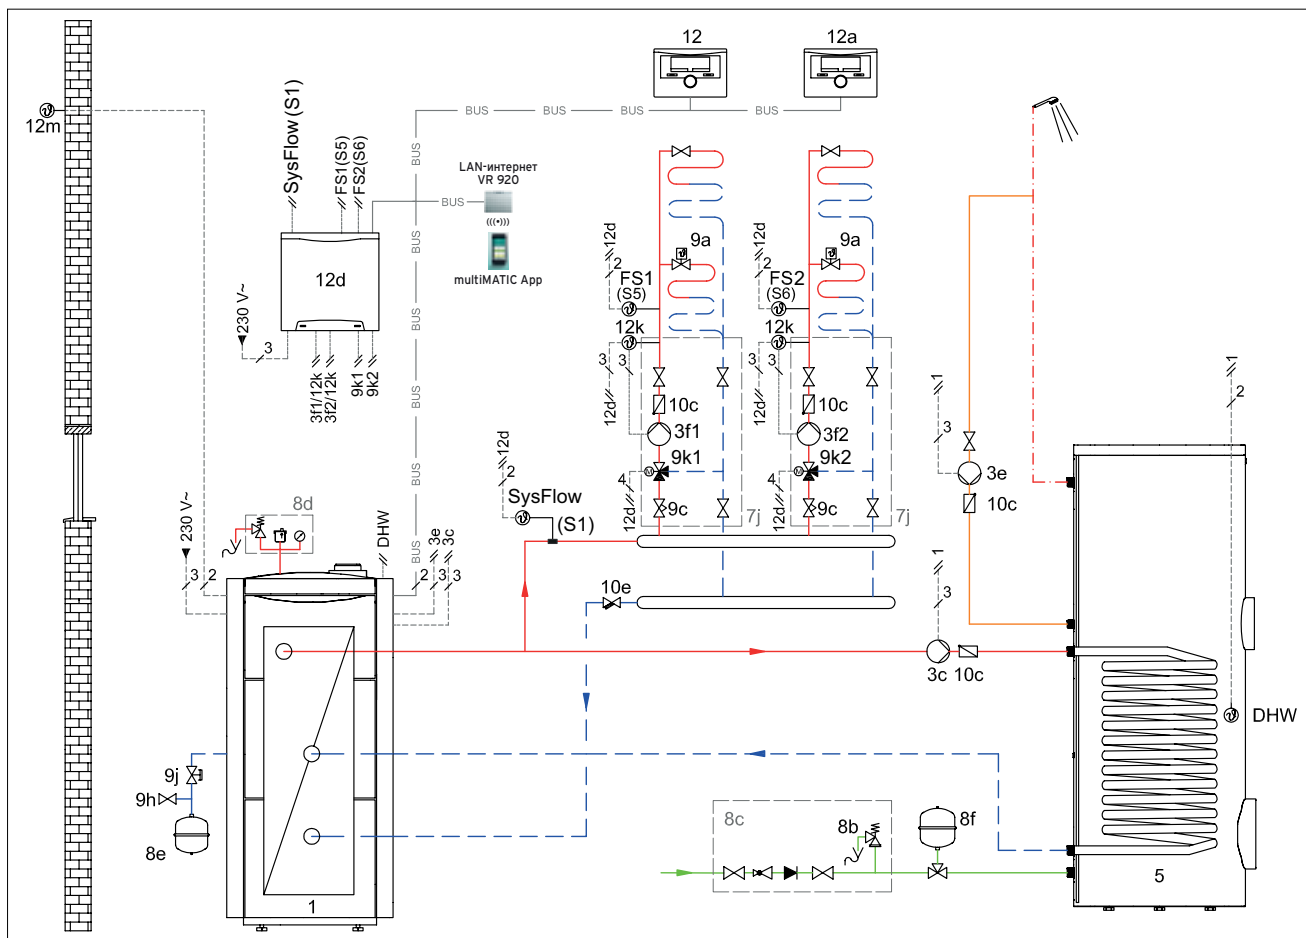 12
12a
BUS
BUS
BUS
BUS
12m
SysFlow (S1)
FS1(S5)
FS2(S6)
BUS
LAN-интернет
VR 920
BUS
(((•)))
multiMATIC App
12d
BUS
230 V~
3
3f1/12k
3f2/12k
9k1
9k2
BUS
BUS
12d
2
FS1
(S5)
9a
12k
3
3
12d
10c
3f1
9k1
M
4
12d
9c
7j
12d
2
FS2
(S6)
9a
12k
3
3
12d
10c
3f2
9k2
M
4
12d
9c
7j
12d
2
SysFlow
(S1)
10e
1
3
3e
10c
1
2
230 V~
3
2
8d
DHW
BUS
2
3e
3
3c
3
1
3
3c
10c
DHW
9j
9h
8e
1
8c
8b
8f
5